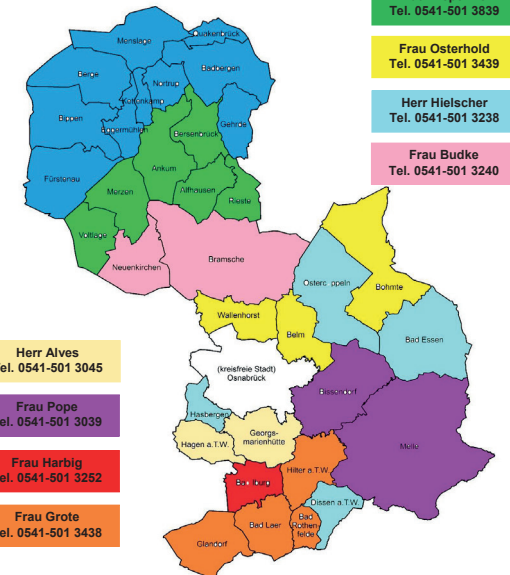 Tel. 0541-501 3839
Frau Osterhold
Tel. 0541-501 3439
Herr Hielscher
Tel. 0541-501 3238
Frau Budke
Tel. 0541-501 3240
Menslage
Quakenbrück
Berge
Badbergen
Nortrup
Kettenkamp
Bippen
Eggermühlen
Gehrde
Bersenbrück
Fürstenau
Ankum
Merzen
Alfhausen
Rieste
Voltlage
Neuenkirchen
Bramsche
Ostercappeln
Bohmte
Wallenhorst
Belm
Bad Essen
(kreisfreie Stadt)
Osnabrück
Bissendorf
Hasbergen
Georgs-
marienhütte
Hagen a.T.W.
Melle
Hilter a.T.W.
Bad Iburg
Dissen a.T.W.
Bad Laer
Bad
Rothen-
felde
Glandorf
Herr Alves
Tel. 0541-501 3045
Frau Pope
Tel. 0541-501 3039
Frau Harbig
Tel. 0541-501 3252
Frau Grote
Tel. 0541-501 3438